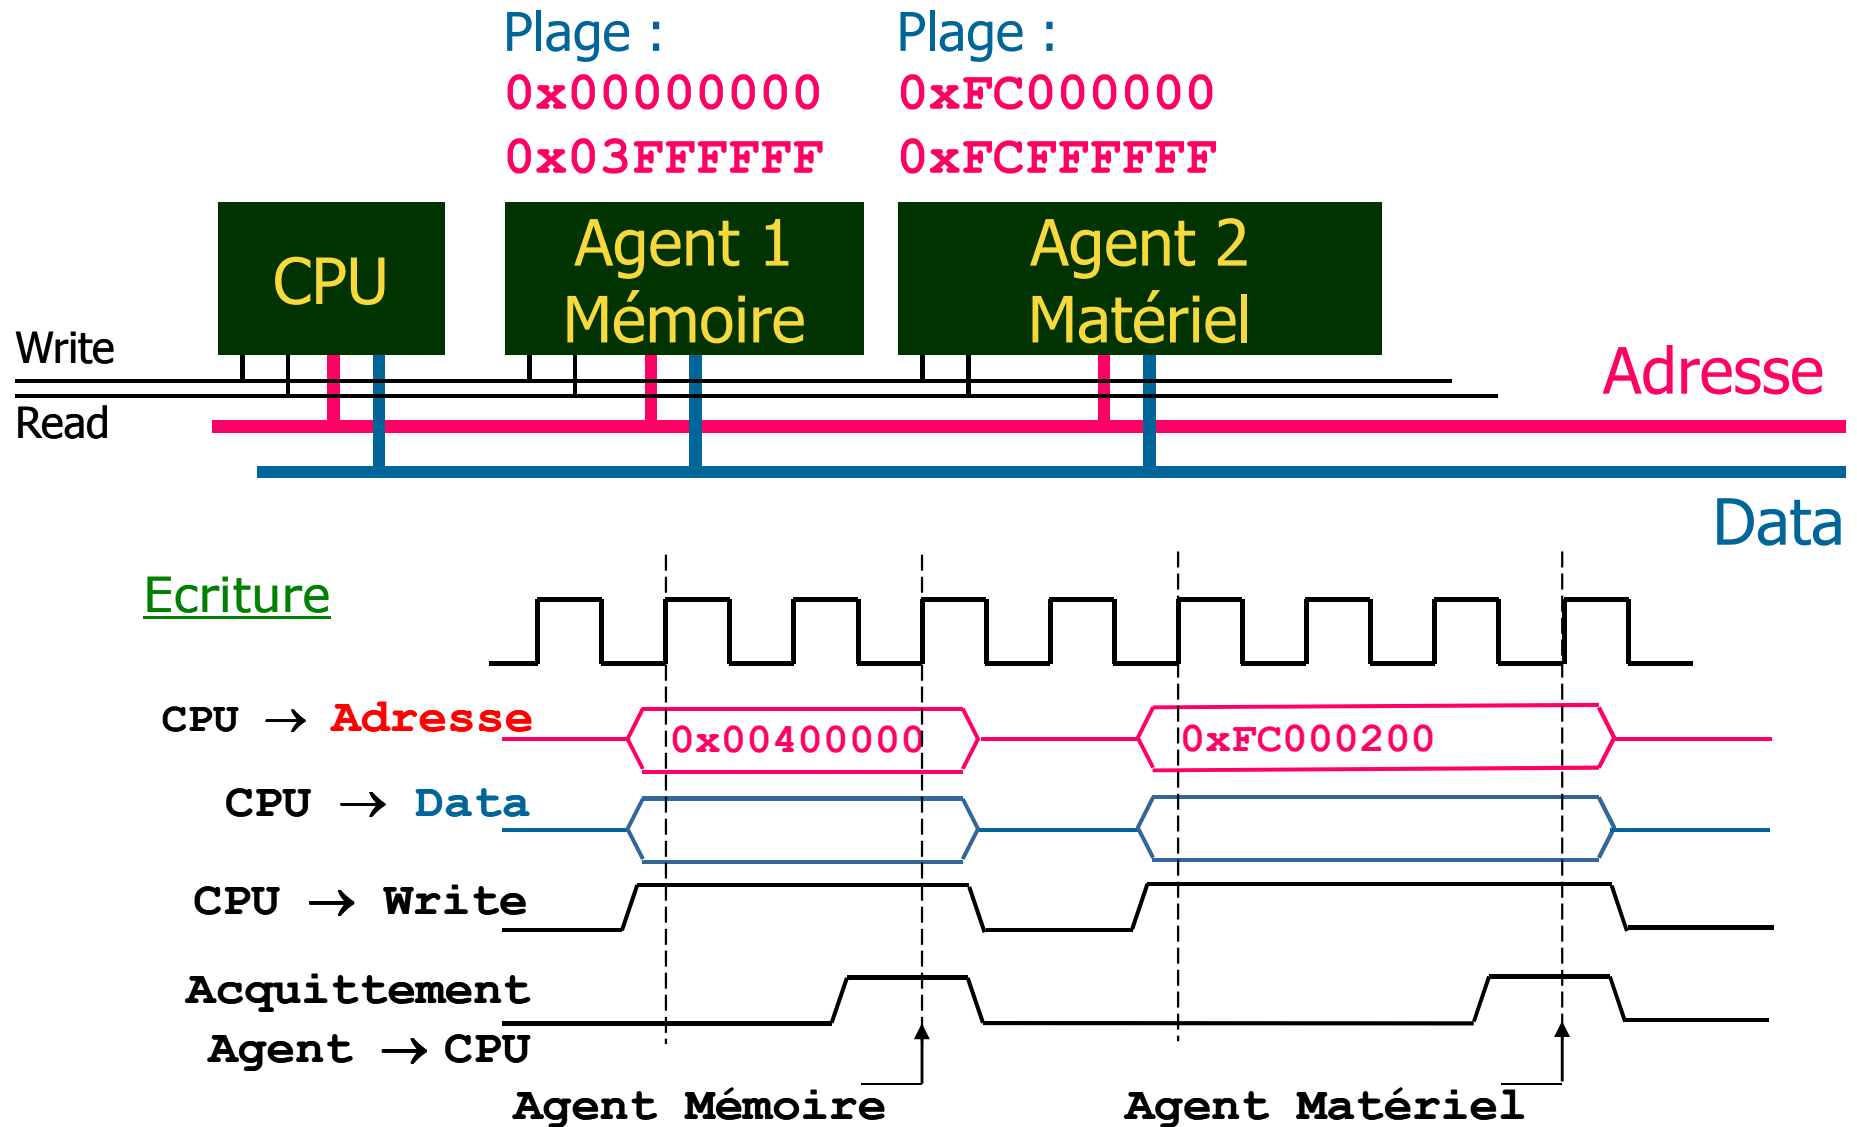 Plage :
0x00000000
0x03FFFFFF
Plage :
0xFC000000
0xFCFFFFFF
CPU
Agent 1
Mémoire
Agent 2
Matériel
Write
Read
Adresse
Data
Ecriture
CPU → Adresse
0x00400000
0xFC000200
CPU → Data
CPU → Write
Acquittement
Agent → CPU
Agent Mémoire
Agent Matériel